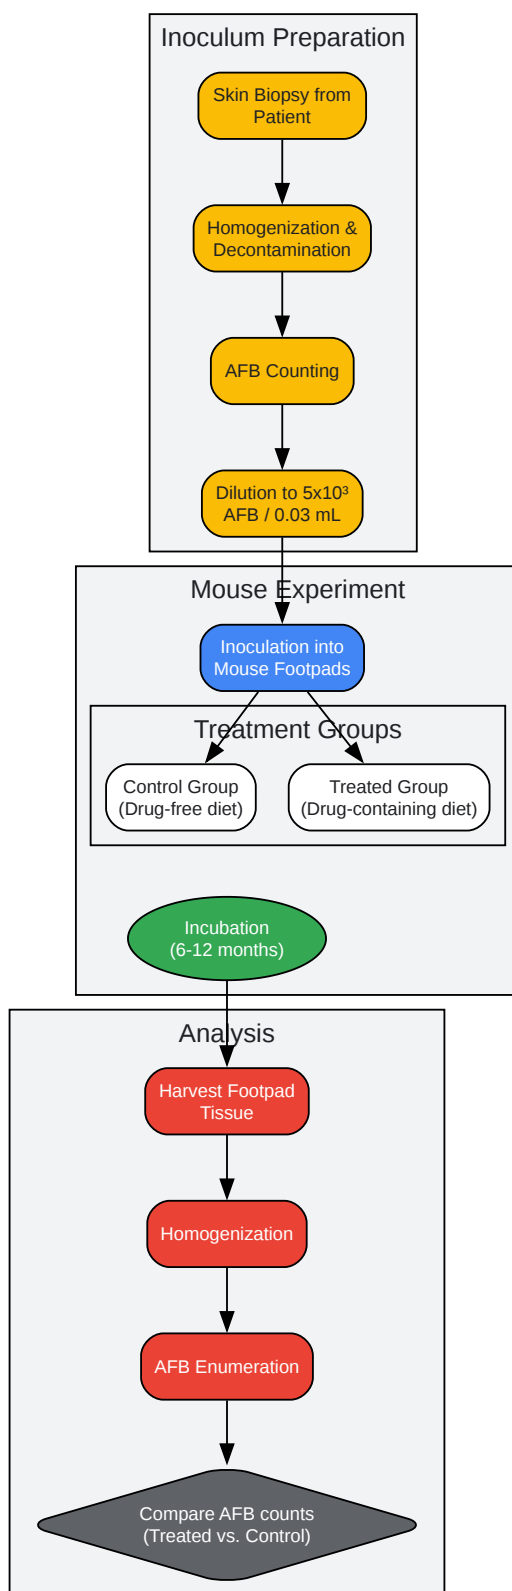 Inoculum Preparation
Skin Biopsy from
Patient
Homogenization &
Decontamination
AFB Counting
Dilution to 5x10³
AFB / 0.03 mL
Mouse Experiment
Inoculation into
Mouse Footpads
Treatment Groups
Control Group
(Drug-free diet)
Treated Group
(Drug-containing diet)
Incubation
(6-12 months)
Analysis
Harvest Footpad
Tissue
Homogenization
AFB Enumeration
Compare AFB counts
(Treated vs. Control)